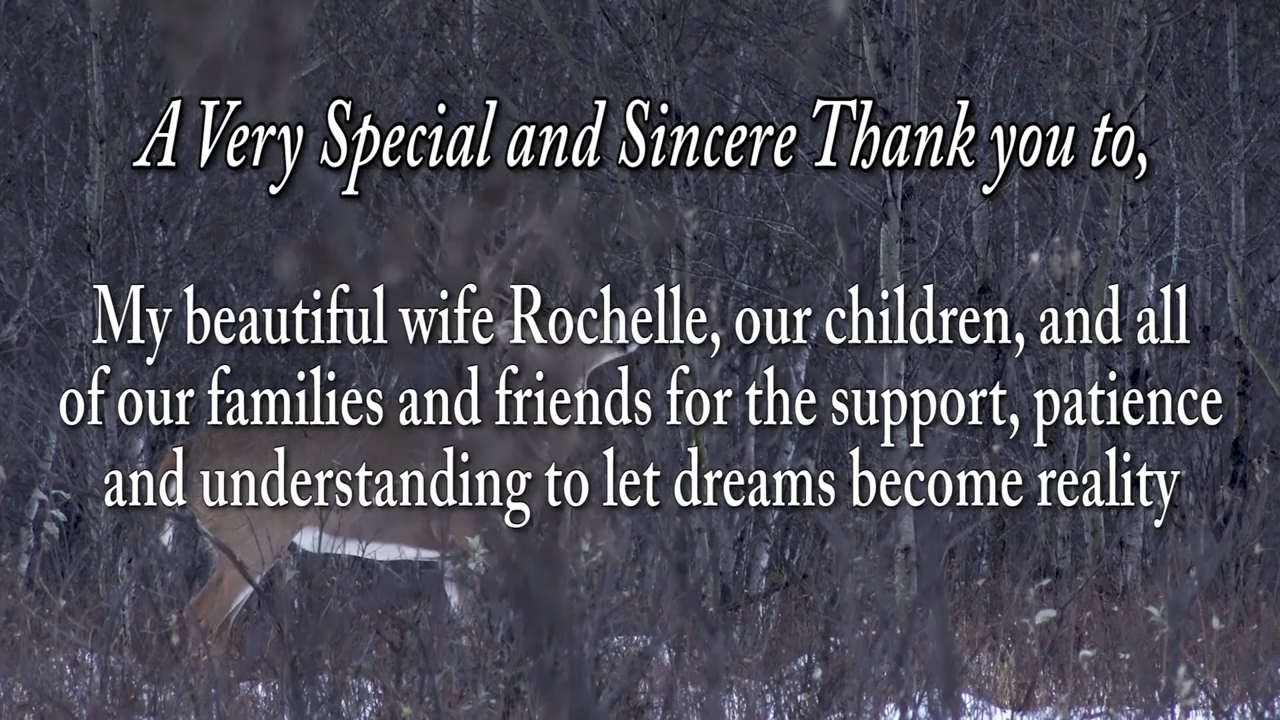 A Very Special and Sincere Thank you to,
My beautiful wife Rochelle, our children, and all
of our families and friends for the support, patience
and understanding to let dreams become reality